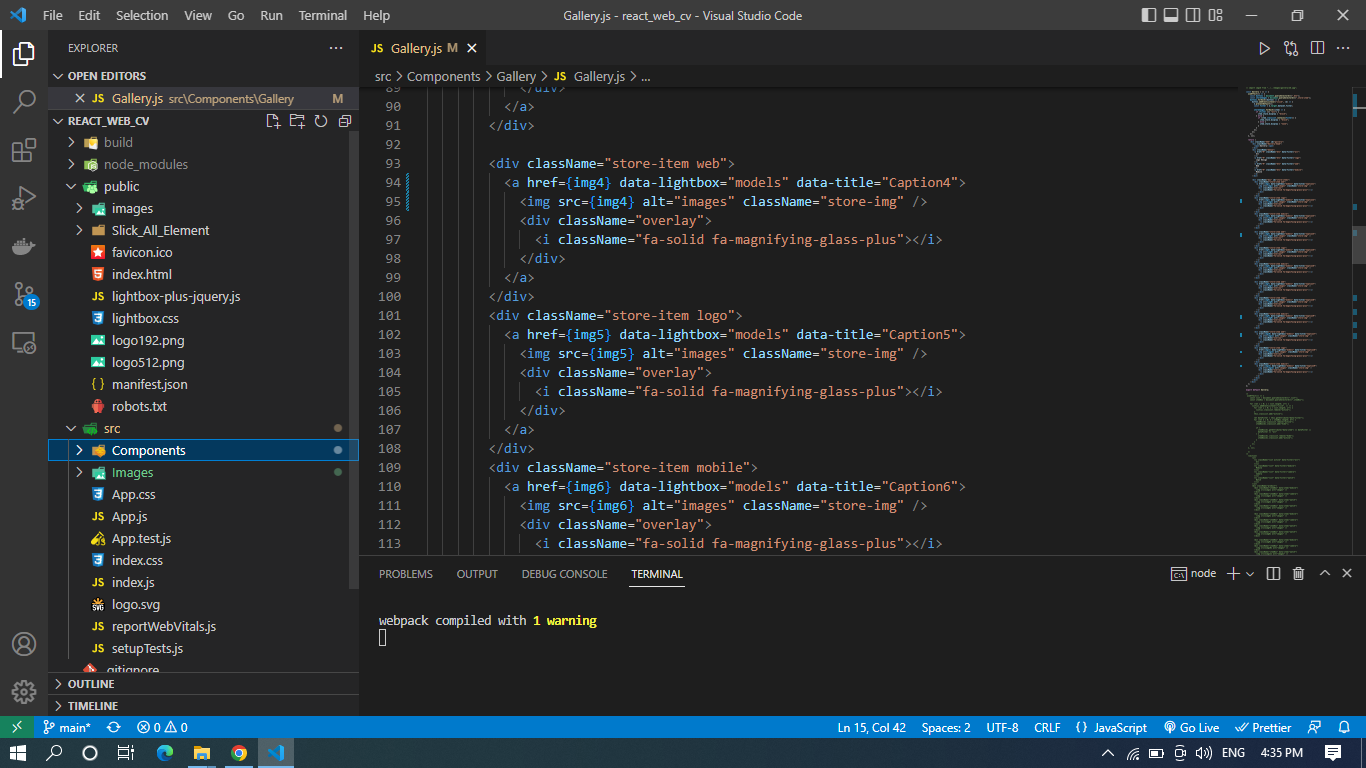 File Edit Selection View Go Run Terminal Help
Gallery.js - react_web_cv - Visual Studio Code
EXPLORER
OPEN EDITORS
JS Gallery.js src\Components\Gallery M
REACT_WEB_CV
build
node_modules
public
images
Slick_All_Element
favicon.ico
index.html
JS lightbox-plus-jquery.js
lightbox.css
logo192.png
logo512.png
{ } manifest.json
robots.txt
src
Components
Images
App.css
JS App.js
App.test.js
index.css
JS index.js
SVG logo.svg
JS reportWebVitals.js
JS setupTests.js
.gitignore
OUTLINE
TIMELINE
15
JS Gallery.js M
src > Components > Gallery > JS Gallery.js > ...
89 </div>
90 </a>
91 </div>
92
93 <div className="store-item web">
94 <a href={img4} data-lightbox="models" data-title="Caption4">
95 <img src={img4} alt="images" className="store-img" />
96 <div className="overlay">
97 <i className="fa-solid fa-magnifying-glass-plus"></i>
98 </div>
99 </a>
100 </div>
101 <div className="store-item logo">
102 <a href={img5} data-lightbox="models" data-title="Caption5">
103 <img src={img5} alt="images" className="store-img" />
104 <div className="overlay">
105 <i className="fa-solid fa-magnifying-glass-plus"></i>
106 </div>
107 </a>
108 </div>
109 <div className="store-item mobile">
110 <a href={img6} data-lightbox="models" data-title="Caption6">
111 <img src={img6} alt="images" className="store-img" />
112 <div className="overlay">
113 <i className="fa-solid fa-magnifying-glass-plus"></i>
PROBLEMS OUTPUT DEBUG CONSOLE TERMINAL
node
webpack compiled with 1 warning
main* 0 0
Ln 15, Col 42 Spaces: 2 UTF-8 CRLF { } JavaScript Go Live Prettier
ENG 4:35 PM